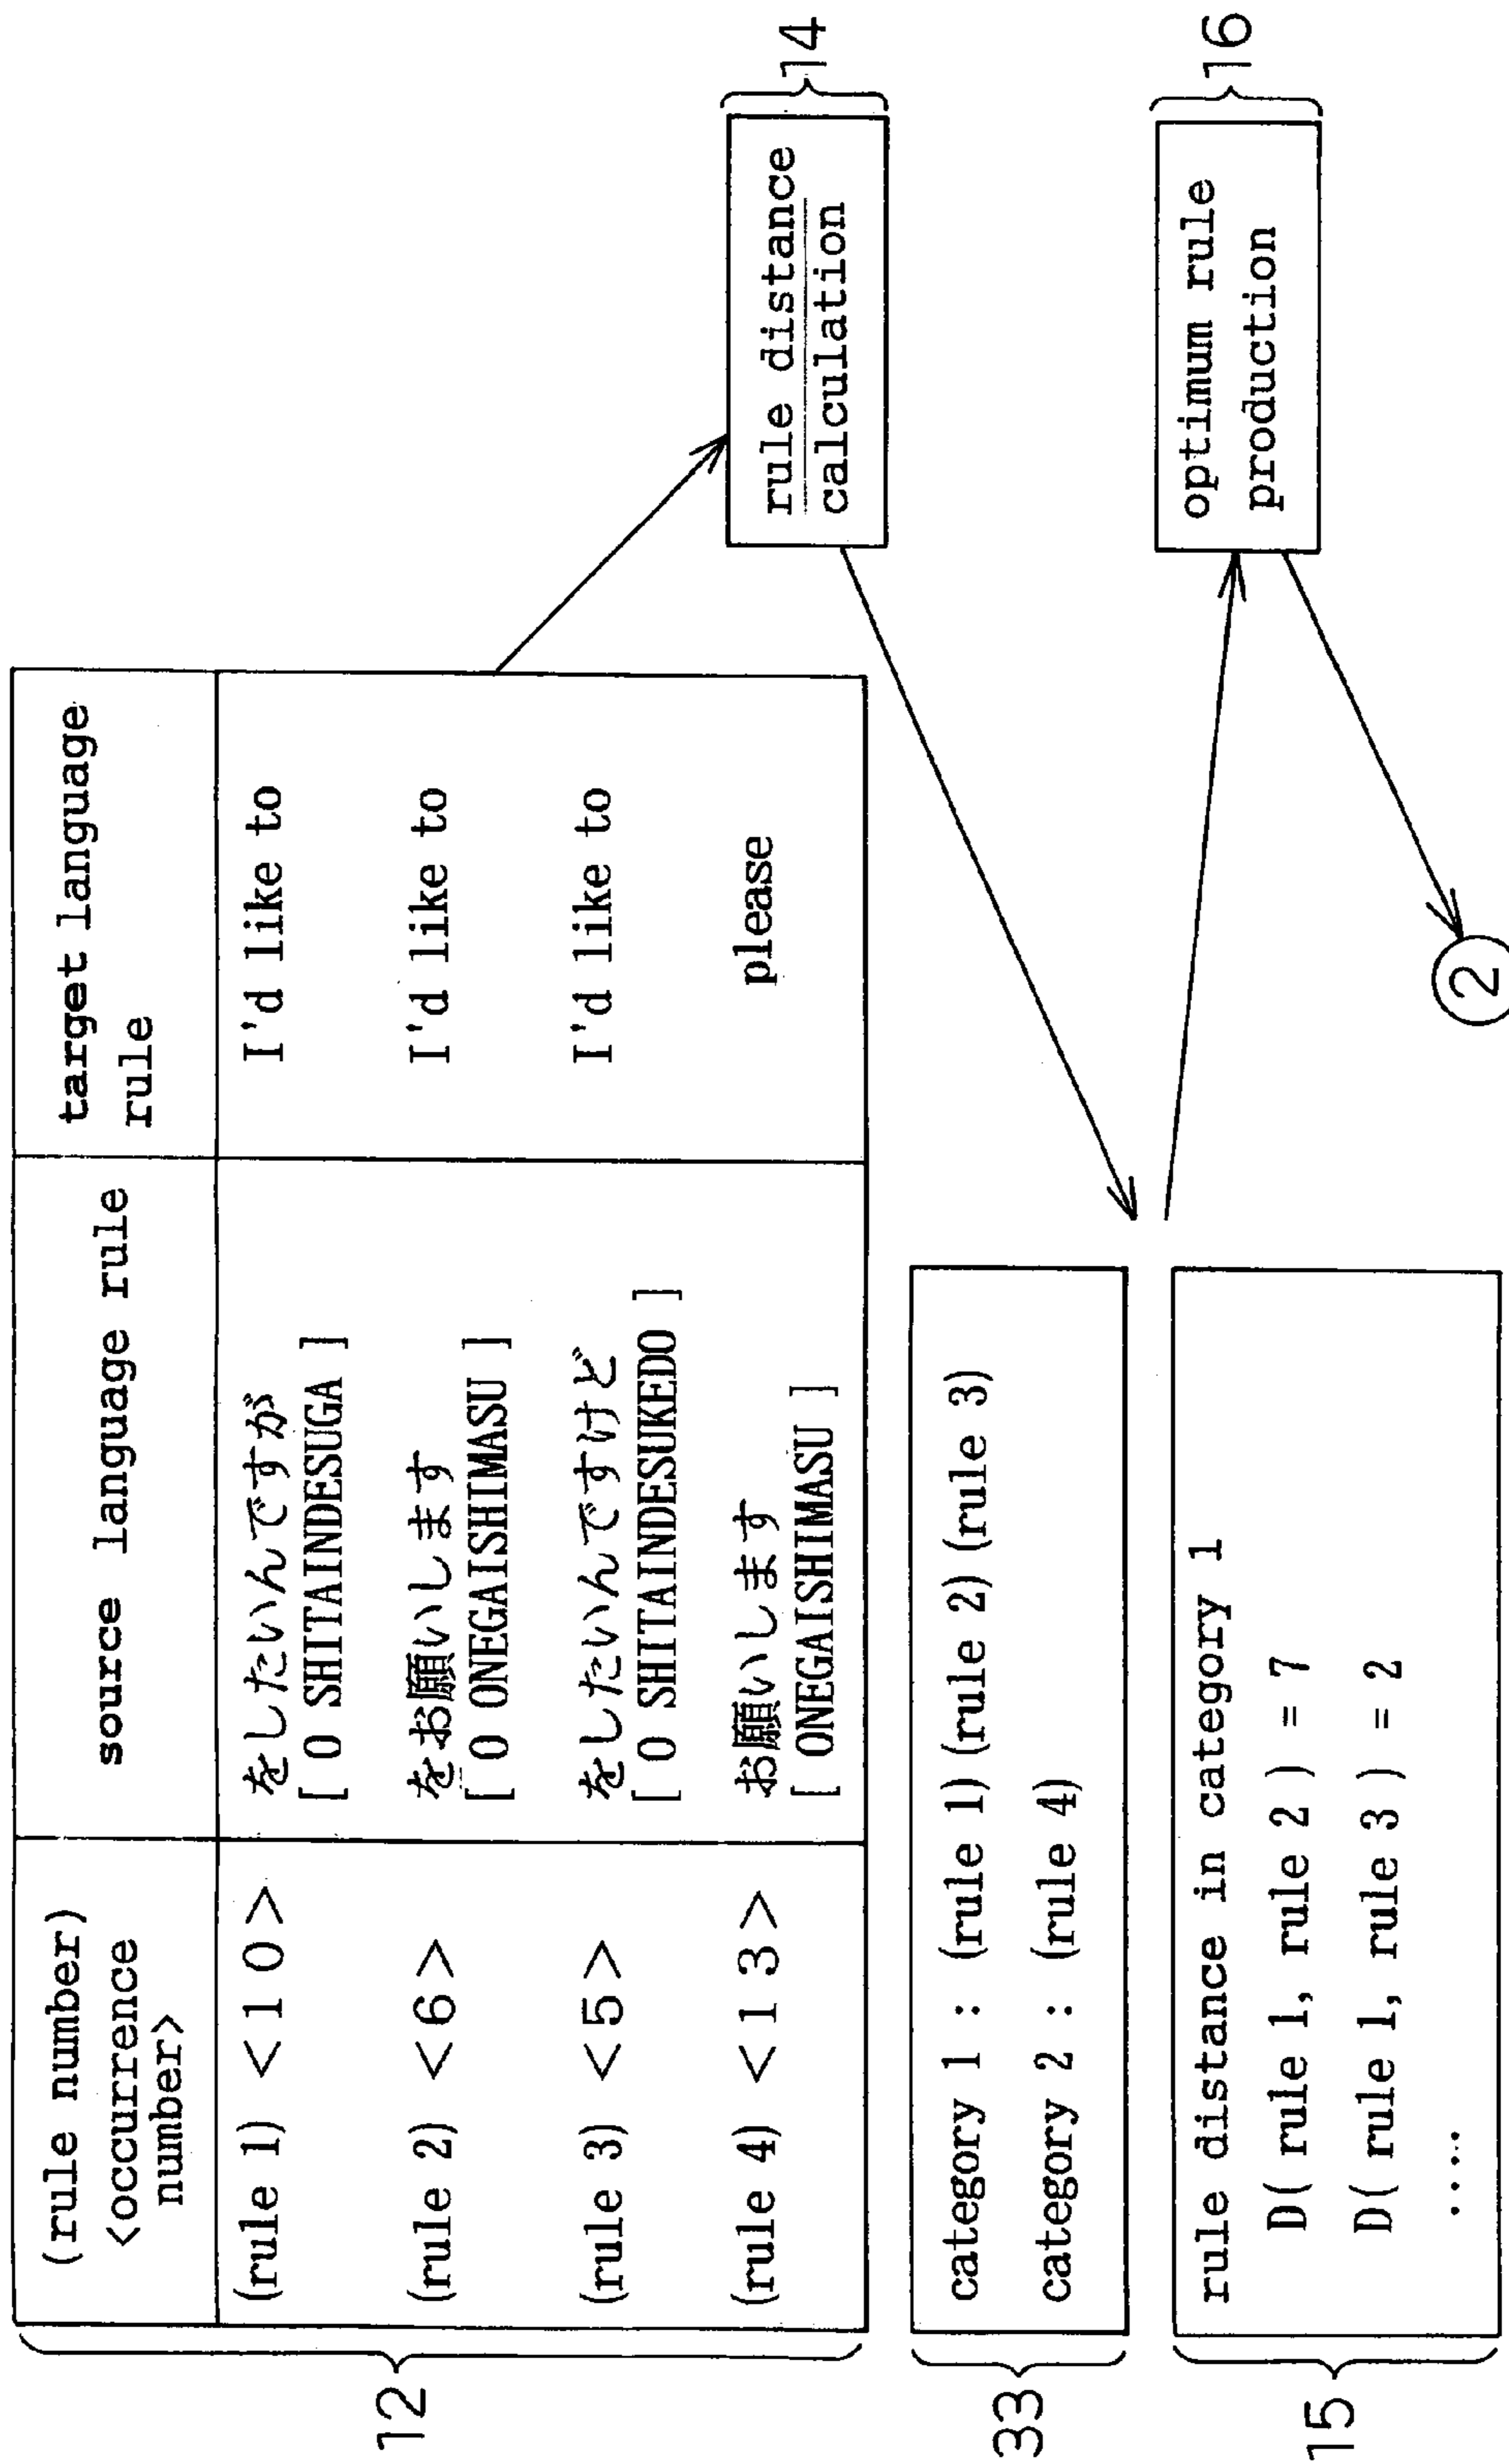 (rule number)
<occurrence
number>
source language rule
target language
rule
(rule 1) <10>
をしたいんですが
[ O SHITAINDESUGA ]
I'd like to
(rule 2) <6>
をお願いします
[ O ONEGAISHIMASU ]
I'd like to
(rule 3) <5>
をしたいんですけど
[ O SHITAINDESUKEDO ]
I'd like to
(rule 4) <13>
お願いします
[ ONEGAISHIMASU ]
please
12
rule distance
calculation
14
category 1 : (rule 1)(rule 2)(rule 3)
category 2 : (rule 4)
33
rule distance in category 1
D( rule 1, rule 2 ) = 7
D( rule 1, rule 3 ) = 2
....
15
optimum rule
production
16
2